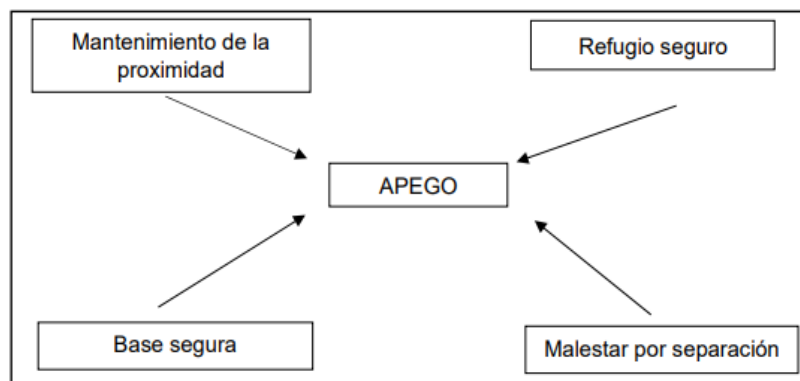 Mantenimiento de la
proximidad
Refugio seguro
APEGO
Base segura
Malestar por separación